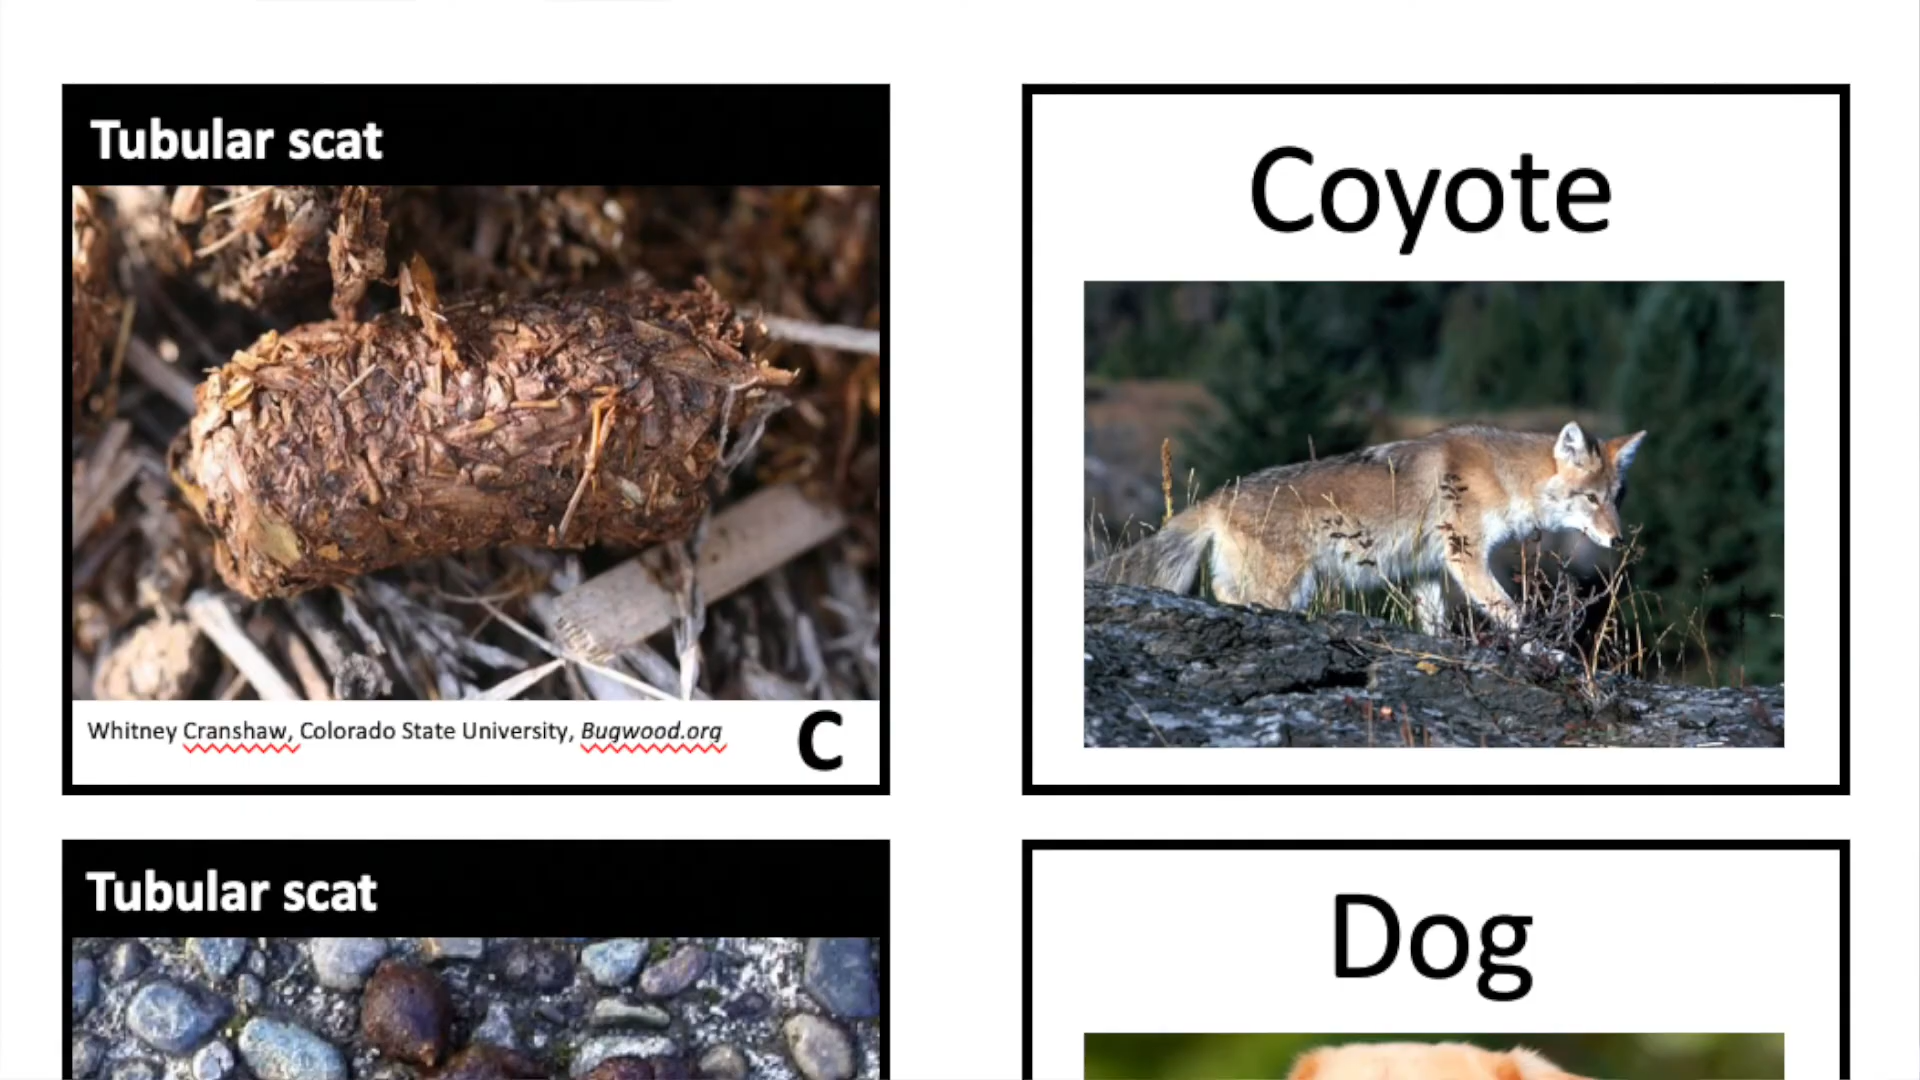 Tubular scat
Whitney Cranshaw, Colorado State University, Bugwood.org
C
Coyote
Tubular scat
Dog